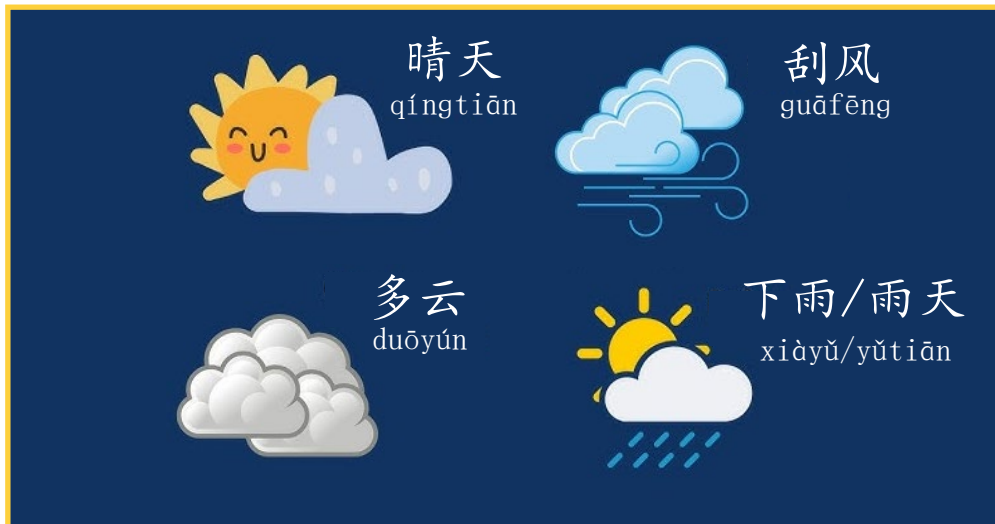 晴天
qíngtiān
刮风
guāfēng
多云
duōyún
下雨/雨天
xiàyǔ/yǔtiān